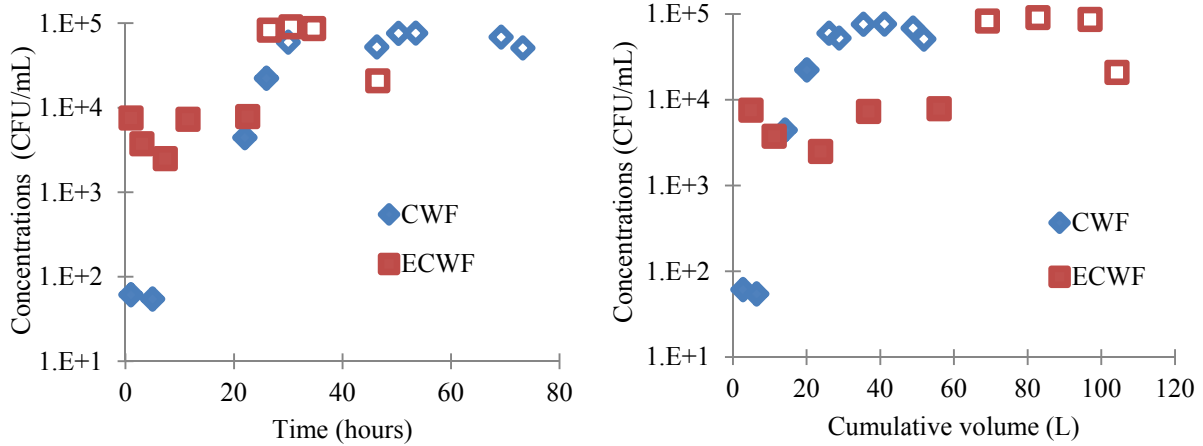 Concentrations (CFU/mL)
1.E+5
1.E+4
1.E+3
1.E+2
1.E+1
CWF
ECWF
0 20 40 60 80
Time (hours)
Concentrations (CFU/mL)
1.E+5
1.E+4
1.E+3
1.E+2
1.E+1
CWF
ECWF
0 20 40 60 80 100 120
Cumulative volume (L)